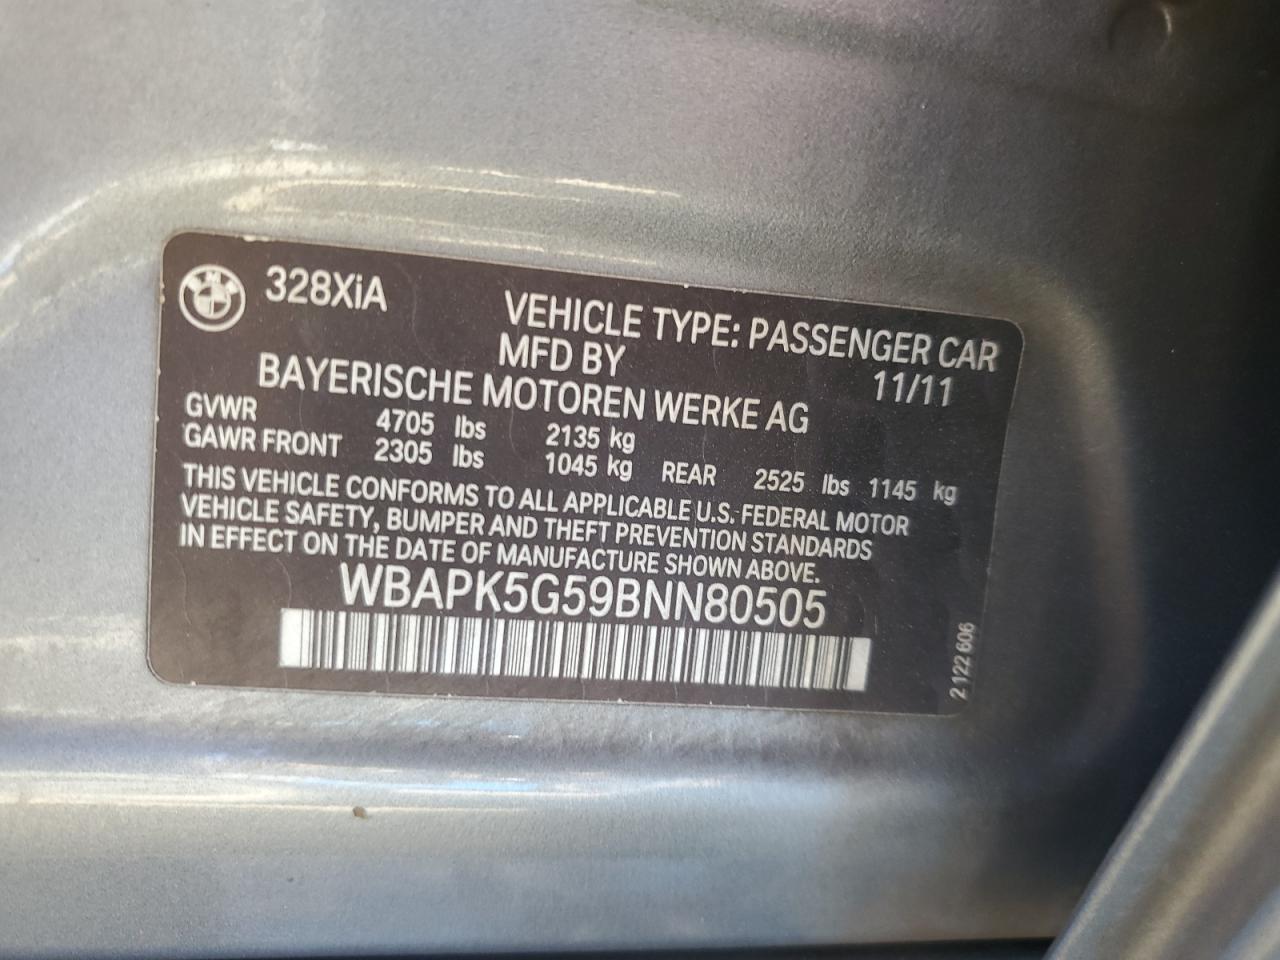 BMW 328XiA
VEHICLE TYPE: PASSENGER CAR
MFD BY 11/11
BAYERISCHE MOTOREN WERKE AG
GVWR 4705 lbs 2135 kg
GAWR FRONT 2305 lbs 1045 kg REAR 2525 lbs 1145 kg
THIS VEHICLE CONFORMS TO ALL APPLICABLE U.S. FEDERAL MOTOR
VEHICLE SAFETY, BUMPER AND THEFT PREVENTION STANDARDS
IN EFFECT ON THE DATE OF MANUFACTURE SHOWN ABOVE.
WBAPK5G59BNN80505
2 122 606